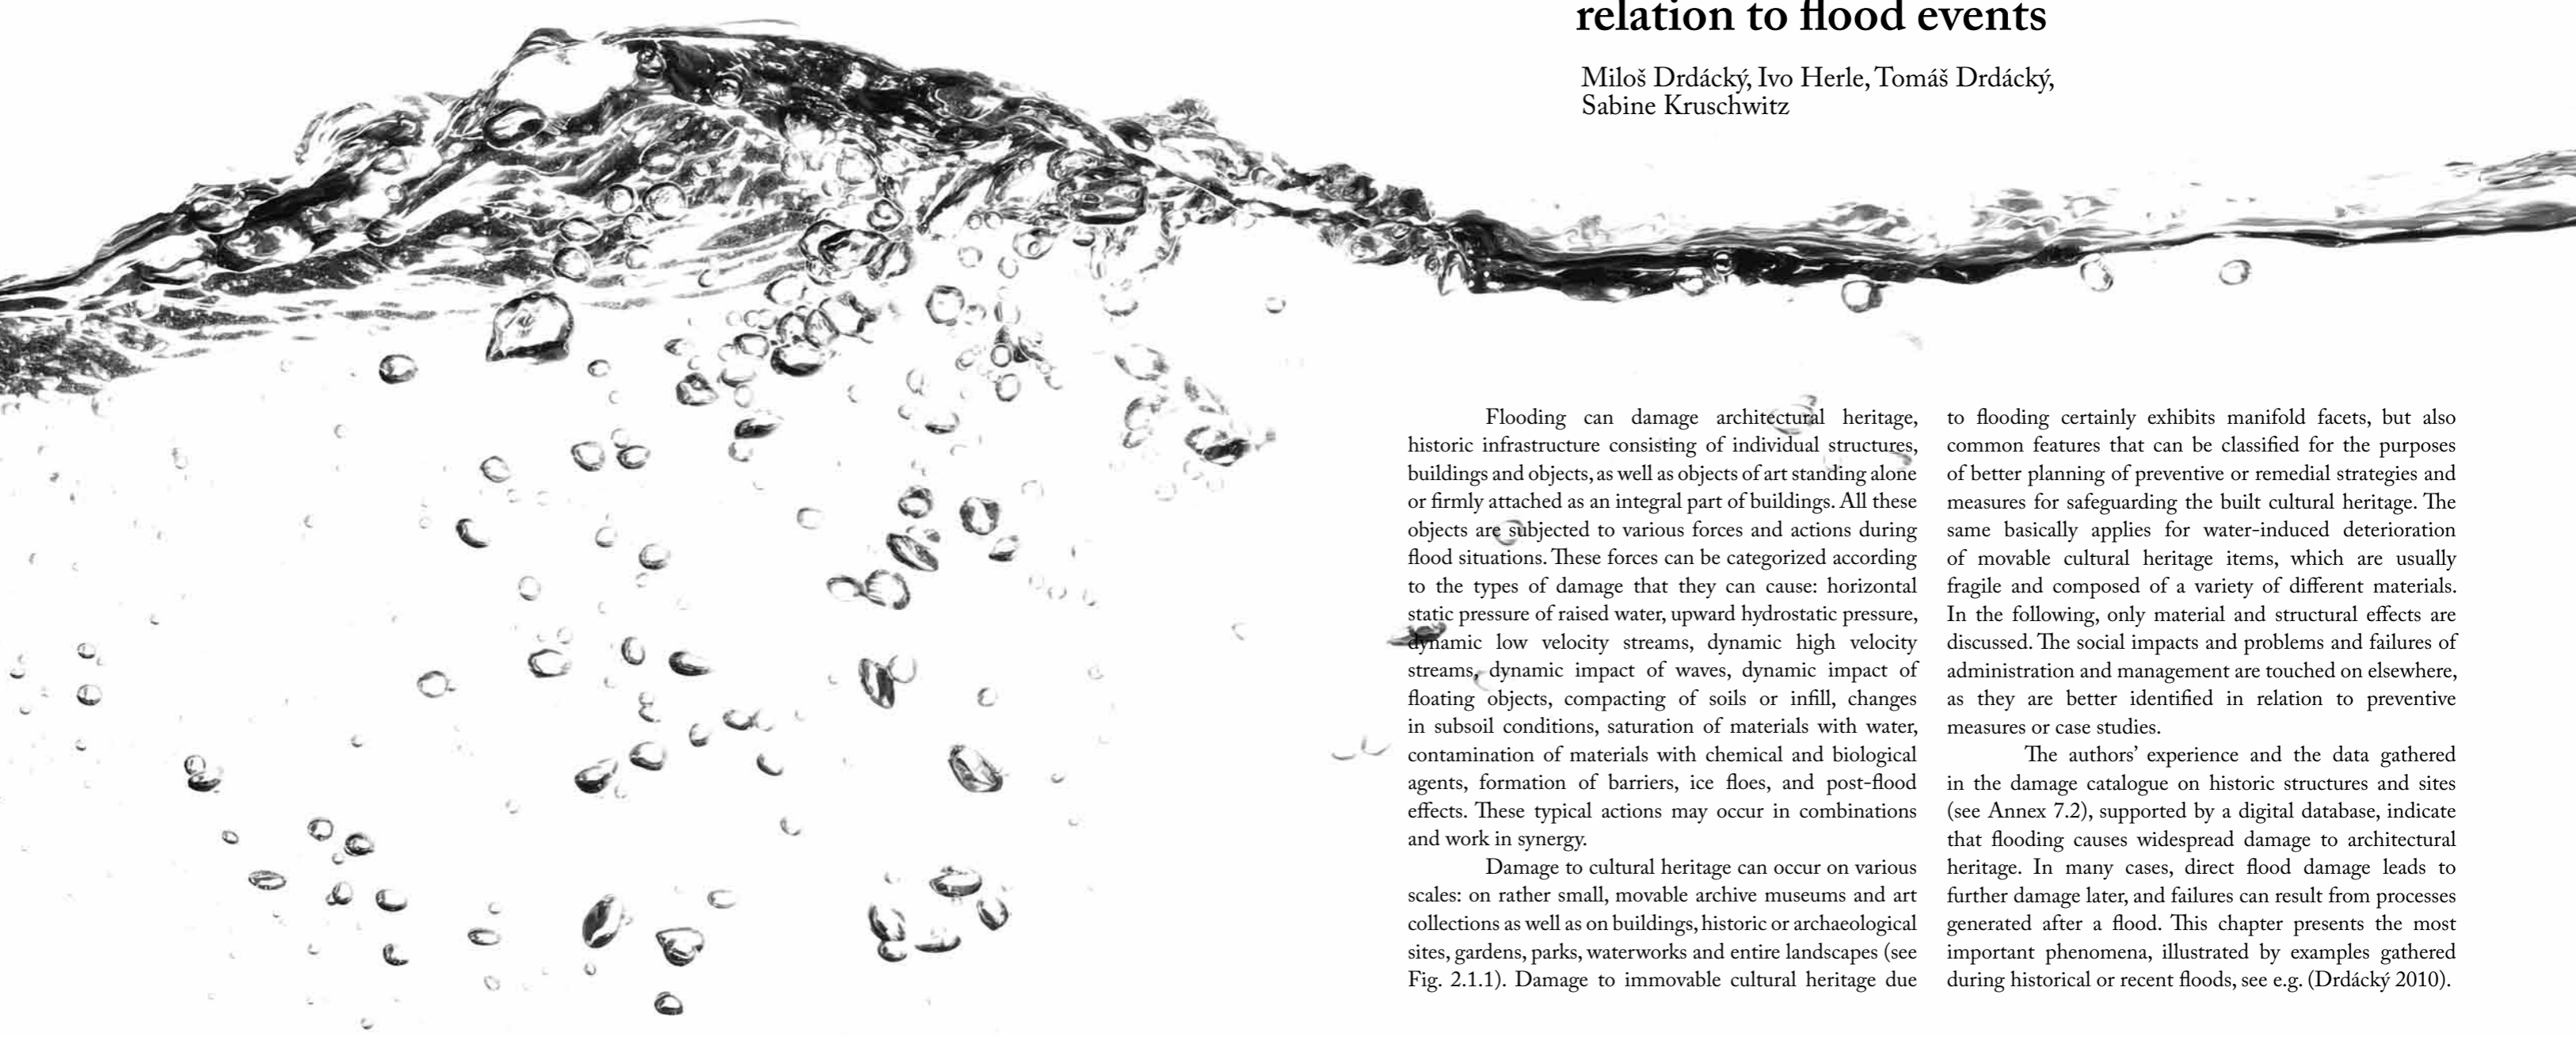 relation to flood events
Miloš Drdácký, Ivo Herle, Tomáš Drdácký,
Sabine Kruschwitz
Flooding can damage architectural heritage,
historic infrastructure consisting of individual structures,
buildings and objects, as well as objects of art standing alone
or firmly attached as an integral part of buildings. All these
objects are subjected to various forces and actions during
flood situations. These forces can be categorized according
to the types of damage that they can cause: horizontal
static pressure of raised water, upward hydrostatic pressure,
dynamic low velocity streams, dynamic high velocity
streams, dynamic impact of waves, dynamic impact of
floating objects, compacting of soils or infill, changes
in subsoil conditions, saturation of materials with water,
contamination of materials with chemical and biological
agents, formation of barriers, ice floes, and post-flood
effects. These typical actions may occur in combinations
and work in synergy.
Damage to cultural heritage can occur on various
scales: on rather small, movable archive museums and art
collections as well as on buildings, historic or archaeological
sites, gardens, parks, waterworks and entire landscapes (see
Fig. 2.1.1). Damage to immovable cultural heritage due
to flooding certainly exhibits manifold facets, but also
common features that can be classified for the purposes
of better planning of preventive or remedial strategies and
measures for safeguarding the built cultural heritage. The
same basically applies for water-induced deterioration
of movable cultural heritage items, which are usually
fragile and composed of a variety of different materials.
In the following, only material and structural effects are
discussed. The social impacts and problems and failures of
administration and management are touched on elsewhere,
as they are better identified in relation to preventive
measures or case studies.
The authors’ experience and the data gathered
in the damage catalogue on historic structures and sites
(see Annex 7.2), supported by a digital database, indicate
that flooding causes widespread damage to architectural
heritage. In many cases, direct flood damage leads to
further damage later, and failures can result from processes
generated after a flood. This chapter presents the most
important phenomena, illustrated by examples gathered
during historical or recent floods, see e.g. (Drdácký 2010).